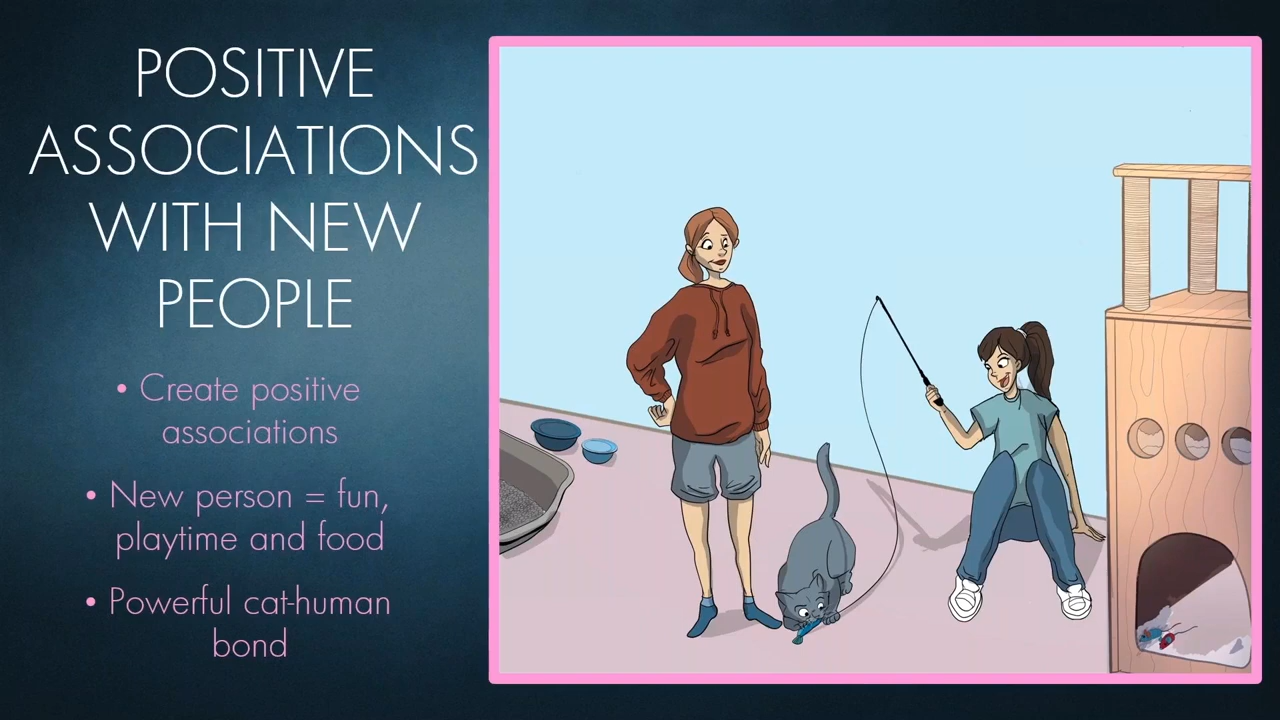 POSITIVE
ASSOCIATIONS
WITH NEW
PEOPLE
• Create positive
associations
• New person = fun,
playtime and food
• Powerful cat-human
bond